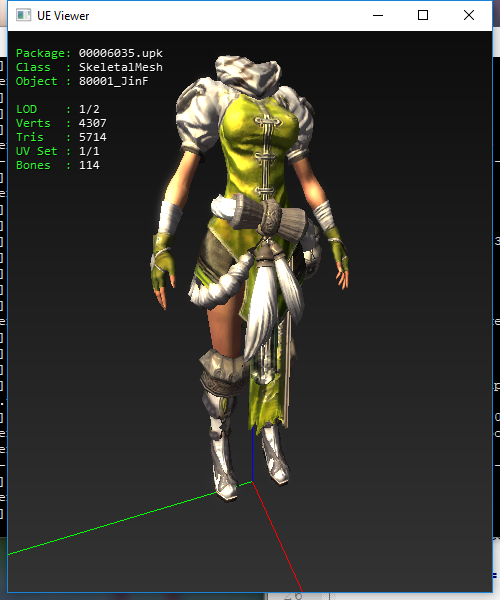 UE Viewer
Package: 00006035.upk
Class : SkeletalMesh
Object : 80001_JinF
LOD : 1/2
Verts : 4307
Tris : 5714
UV Set : 1/1
Bones : 114